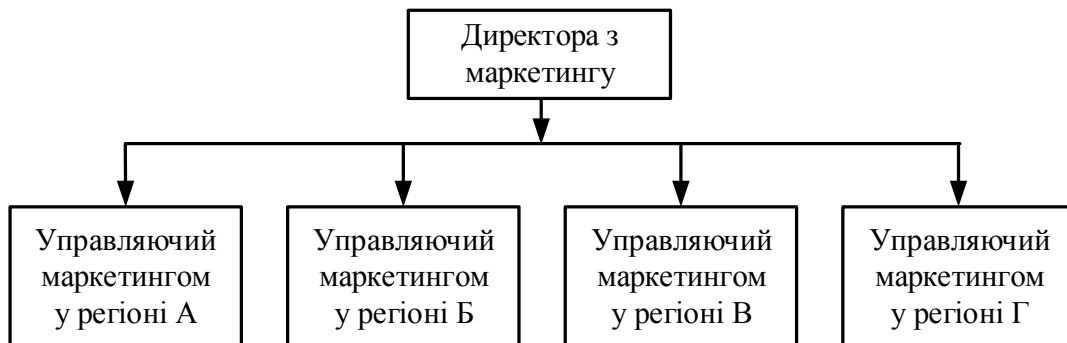 Директора з
маркетингу
Управляючий
маркетингом
у регіоні А
Управляючий
маркетингом
у регіоні Б
Управляючий
маркетингом
у регіоні В
Управляючий
маркетингом
у регіоні Г